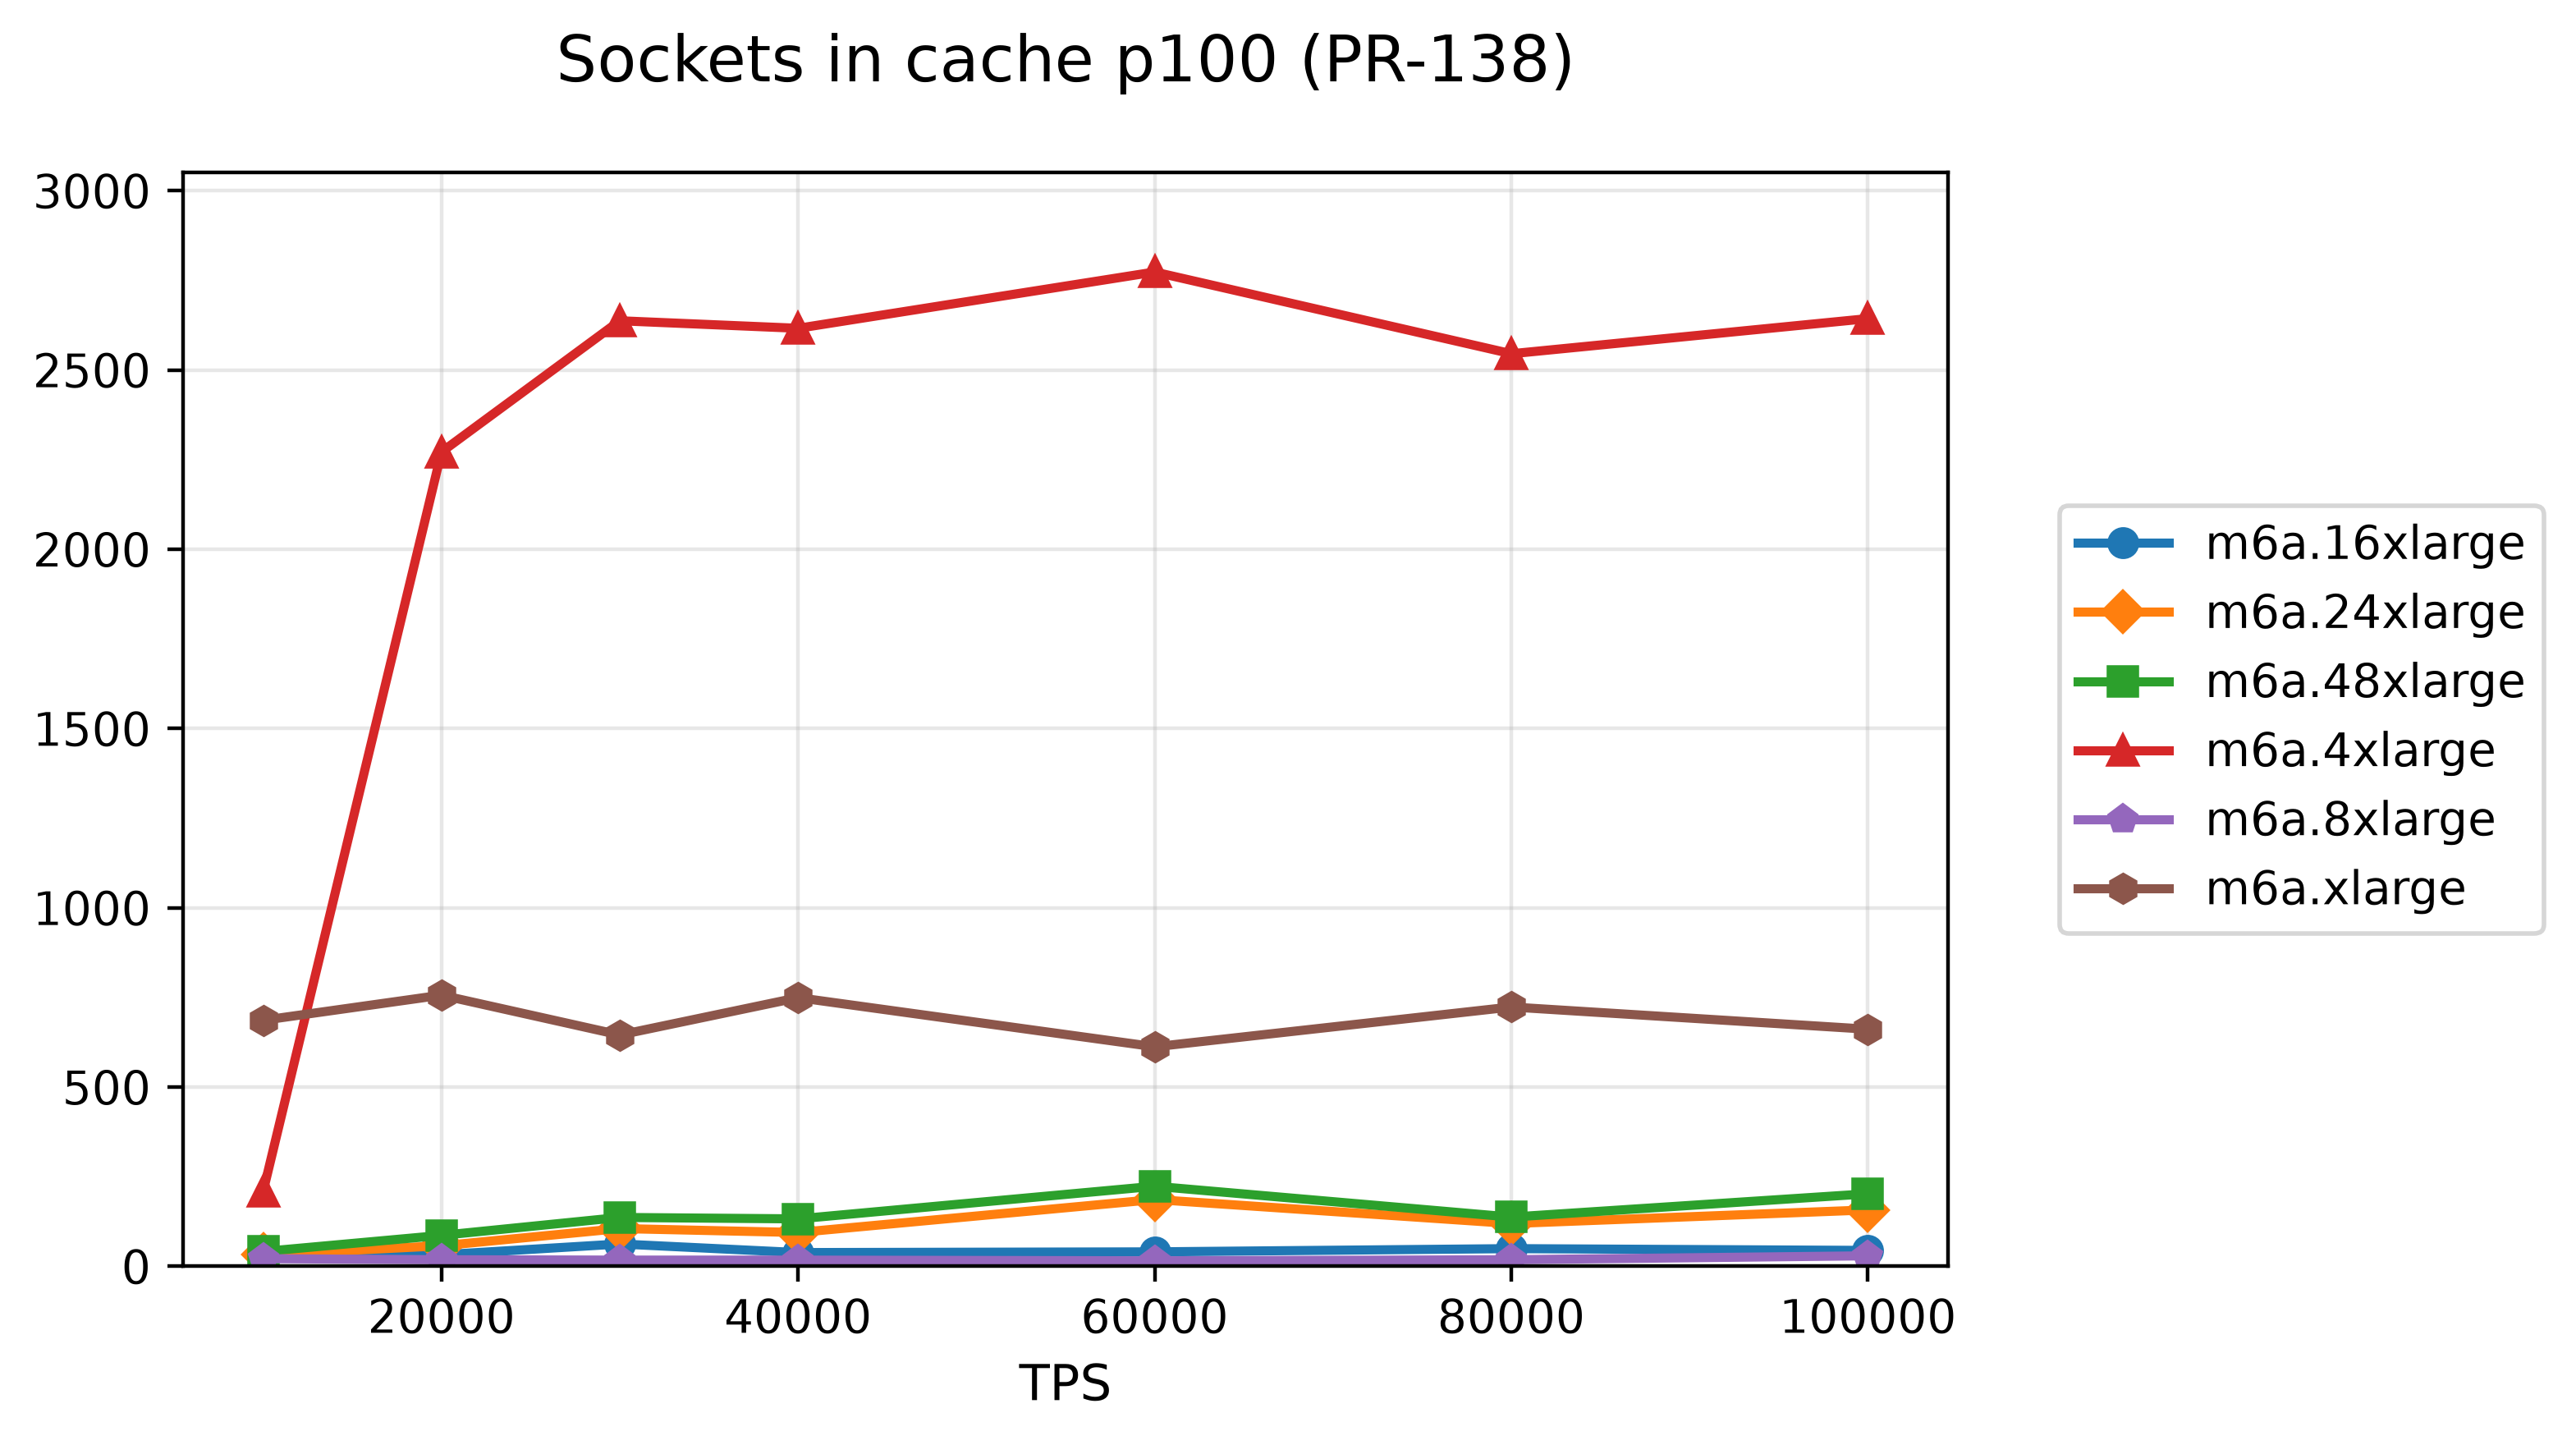 Sockets in cache p100 (PR-138)
3000
2500
2000
1500
1000
500
0
20000 40000 60000 80000 100000
TPS
m6a.16xlarge
m6a.24xlarge
m6a.48xlarge
m6a.4xlarge
m6a.8xlarge
m6a.xlarge